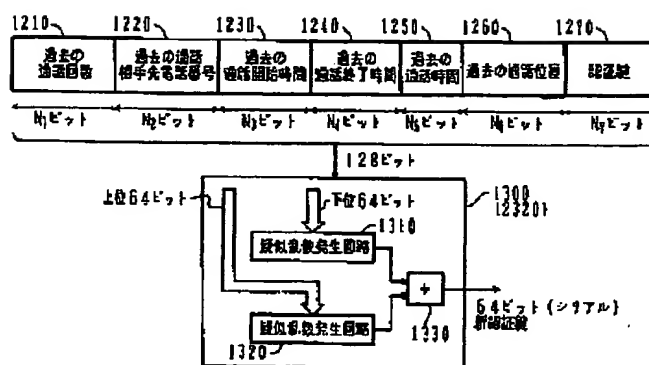 1210 1220 1230 1240 1250 1260 1270
過去の通話回数
過去の通話相手先電話番号
過去の通話開始時間
過去の通話終了時間
過去の通話時間
過去の通話位置
認証鍵
N₁ビット N₂ビット N₃ビット N₄ビット N₅ビット N₆ビット N₇ビット
128ビット
1300
上位64ビット
下位64ビット
1310
疑似乱数発生回路
+
1330
64ビット(シリアル)
新認証鍵
疑似乱数発生回路
1320